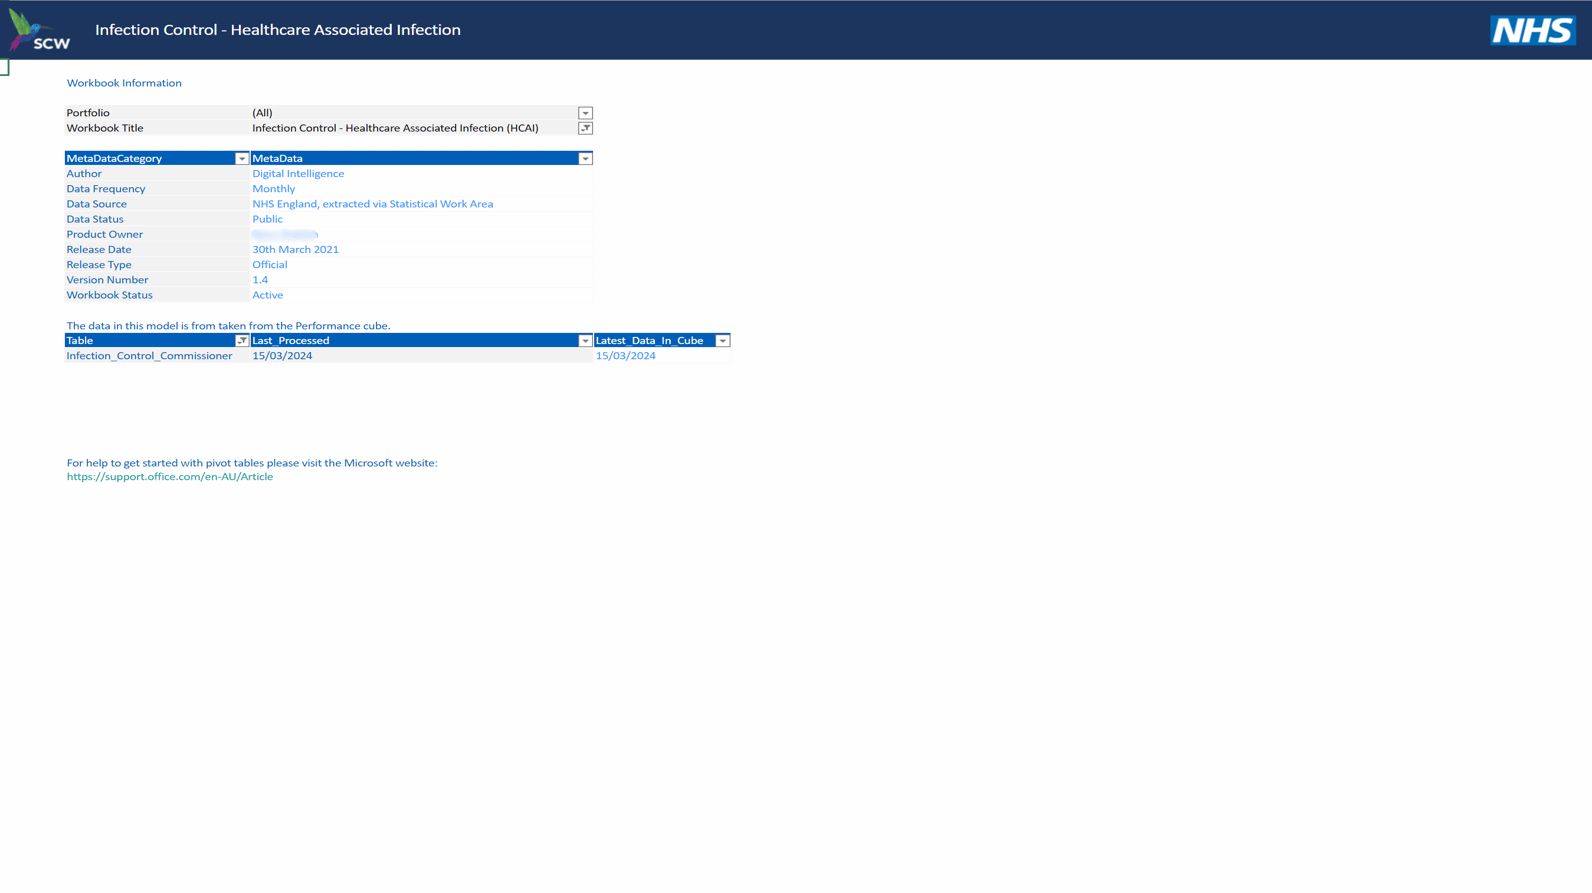 SCW
Infection Control - Healthcare Associated Infection
NHS
Workbook Information
Portfolio (All)
Workbook Title Infection Control - Healthcare Associated Infection (HCAI)
MetaDataCategory MetaData
Author Digital Intelligence
Data Frequency Monthly
Data Source NHS England, extracted via Statistical Work Area
Data Status Public
Product Owner
Release Date 30th March 2021
Release Type Official
Version Number 1.4
Workbook Status Active
The data in this model is from taken from the Performance cube.
Table Last_Processed Latest_Data_In_Cube
Infection_Control_Commissioner 15/03/2024 15/03/2024
For help to get started with pivot tables please visit the Microsoft website:
https://support.office.com/en-AU/Article